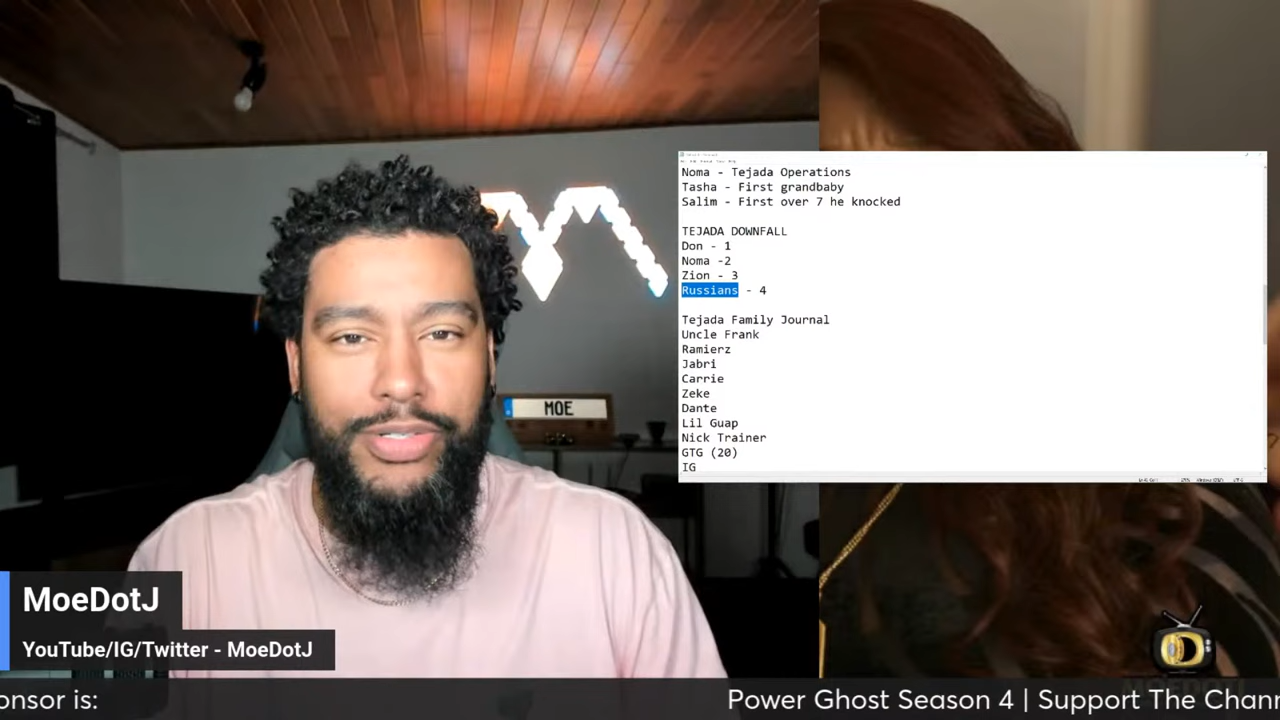 Noma - Tejada Operations
Tasha - First grandbaby
Salim - First over 7 he knocked
TEJADA DOWNFALL
Don - 1
Noma -2
Zion - 3
Russians - 4
Tejada Family Journal
Uncle Frank
Ramierz
Jabri
Carrie
Zeke
Dante
Lil Guap
Nick Trainer
GTG (20)
IG
MOE
MoeDotJ
YouTube/IG/Twitter - MoeDotJ
onsor is:
Power Ghost Season 4 | Support The Chann